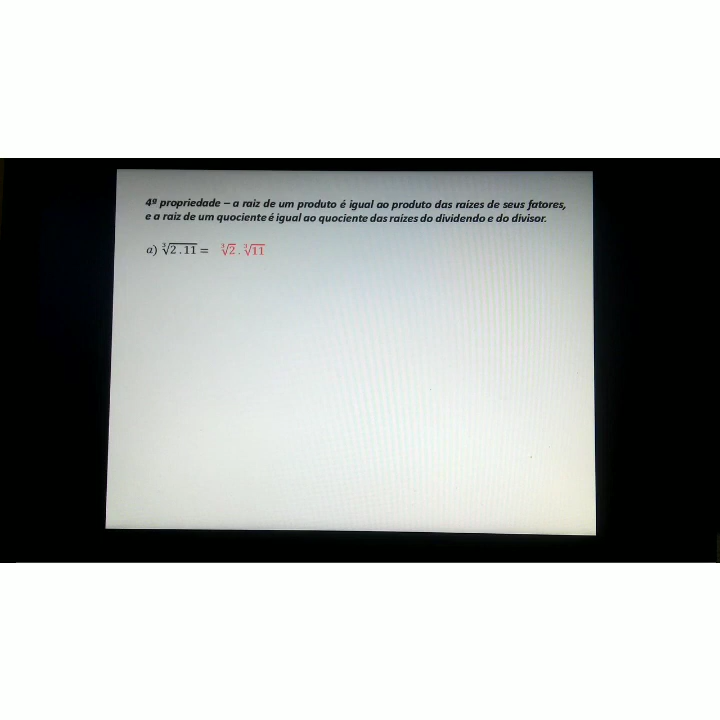 4ª propriedade – a raiz de um produto é igual ao produto das raízes de seus fatores,
e a raiz de um quociente é igual ao quociente das raízes do dividendo e do divisor.
a) ∛2 . 11 = ∛2 . ∛11